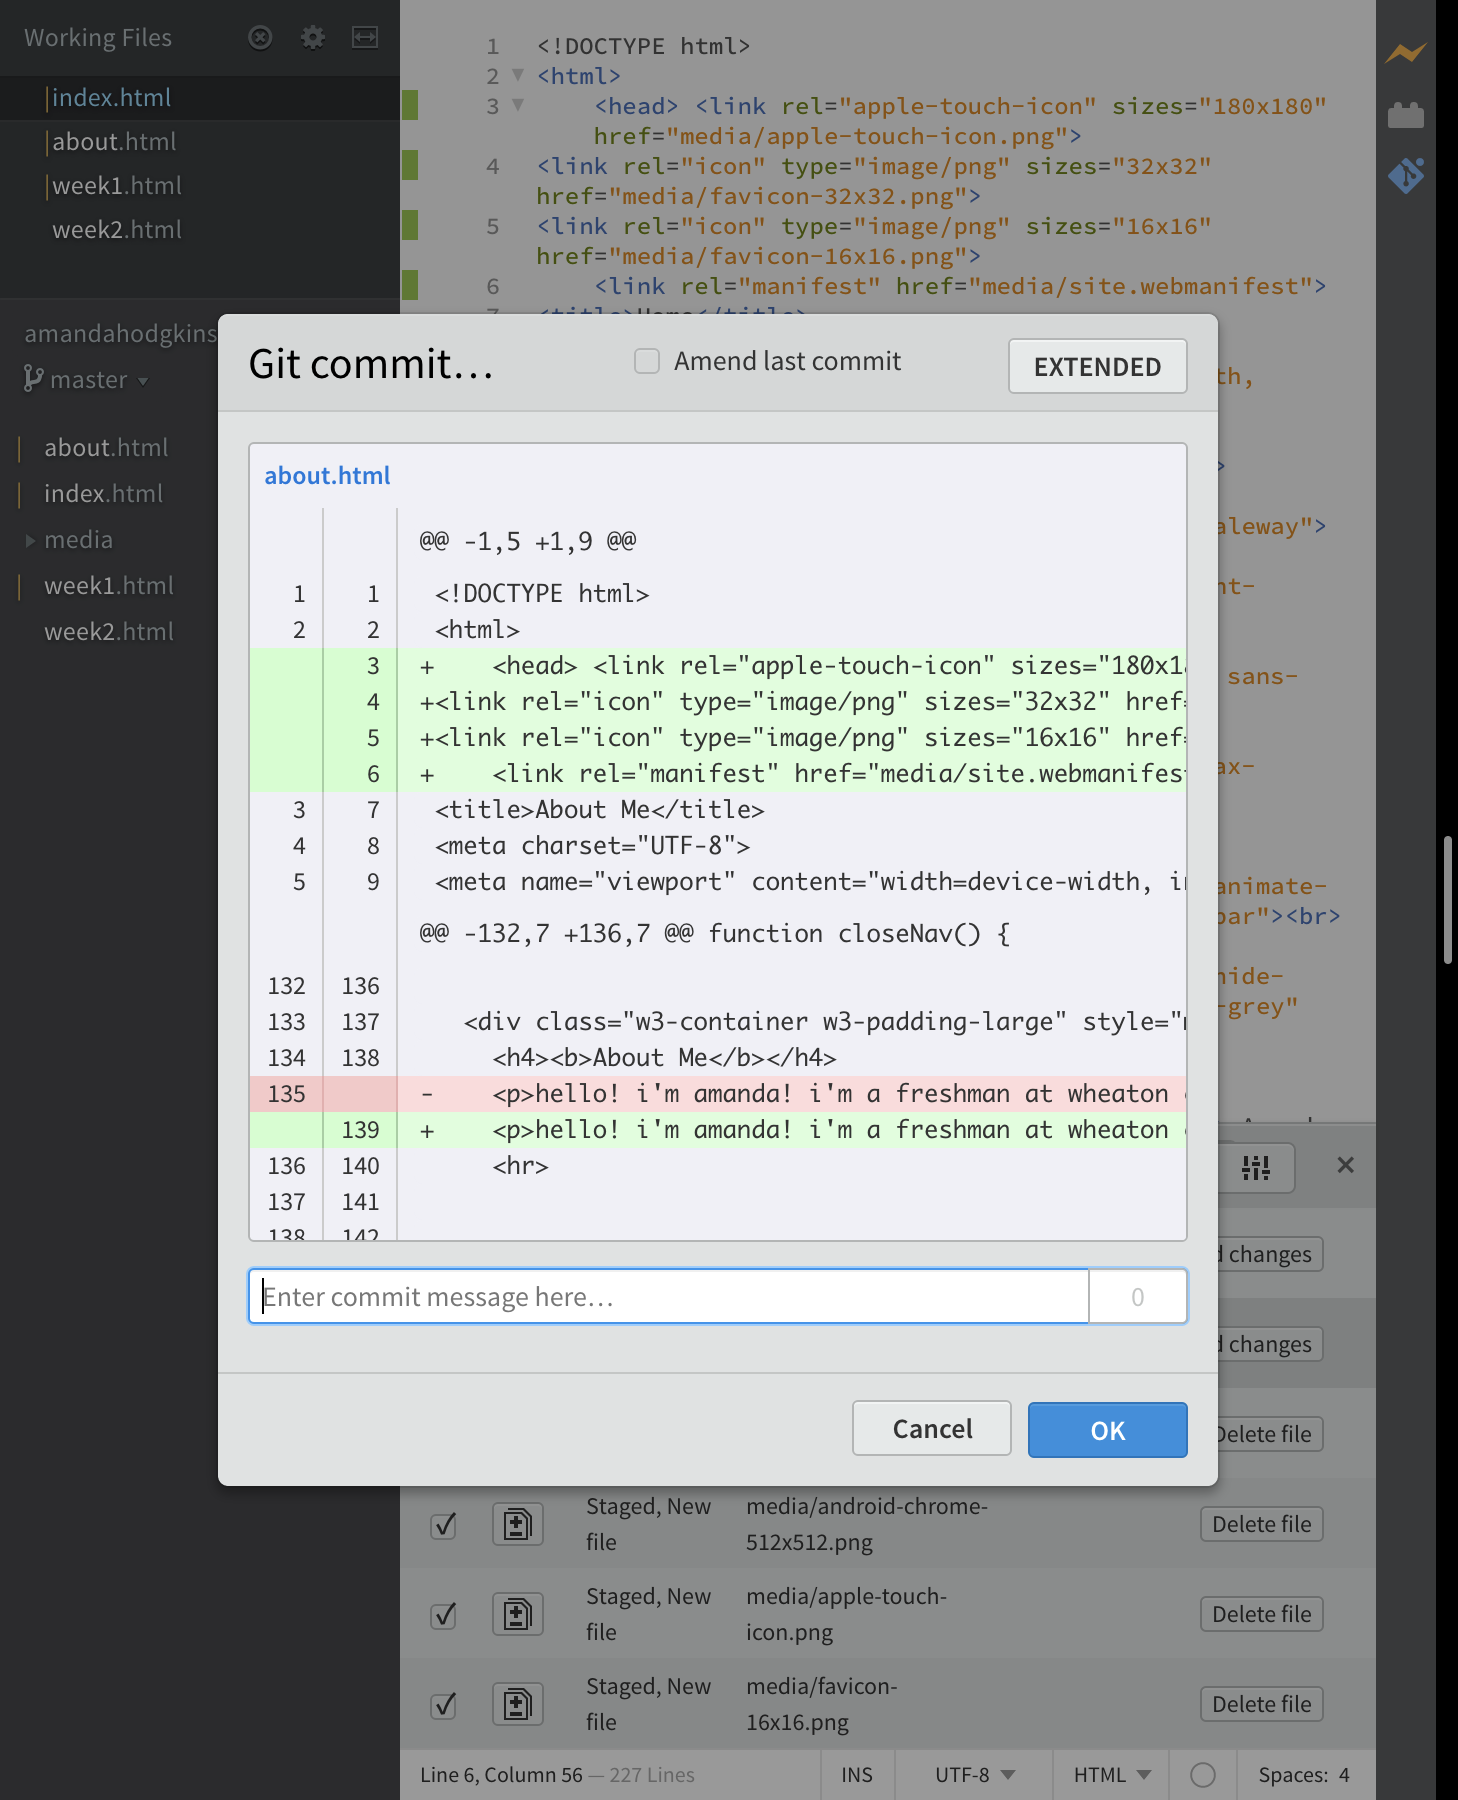 Working Files
index.html
about.html
week1.html
week2.html
amandahodgkins
master
about.html
index.html
media
week1.html
week2.html
1 <!DOCTYPE html>
2 <html>
3 <head> <link rel="apple-touch-icon" sizes="180x180"
href="media/apple-touch-icon.png">
4 <link rel="icon" type="image/png" sizes="32x32"
href="media/favicon-32x32.png">
5 <link rel="icon" type="image/png" sizes="16x16"
href="media/favicon-16x16.png">
6 <link rel="manifest" href="media/site.webmanifest">
7 <title>Home</title>
th,
>
aleway">
nt-
sans-
ax-
animate-
bar"><br>
hide-
-grey"
Git commit…
Amend last commit
EXTENDED
about.html
@@ -1,5 +1,9 @@
1 1 <!DOCTYPE html>
2 2 <html>
3 + <head> <link rel="apple-touch-icon" sizes="180x1
4 +<link rel="icon" type="image/png" sizes="32x32" href=
5 +<link rel="icon" type="image/png" sizes="16x16" href=
6 + <link rel="manifest" href="media/site.webmanifest
3 7 <title>About Me</title>
4 8 <meta charset="UTF-8">
5 9 <meta name="viewport" content="width=device-width, in
@@ -132,7 +136,7 @@ function closeNav() {
132 136
133 137 <div class="w3-container w3-padding-large" style="m
134 138 <h4><b>About Me</b></h4>
135 - <p>hello! i'm amanda! i'm a freshman at wheaton
139 + <p>hello! i'm amanda! i'm a freshman at wheaton
136 140 <hr>
137 141
138 142
Enter commit message here…
0
Cancel
OK
d changes
d changes
Delete file
Staged, New
file
media/android-chrome-
512x512.png
Delete file
Staged, New
file
media/apple-touch-
icon.png
Delete file
Staged, New
file
media/favicon-
16x16.png
Delete file
Line 6, Column 56 — 227 Lines
INS
UTF-8
HTML
Spaces: 4